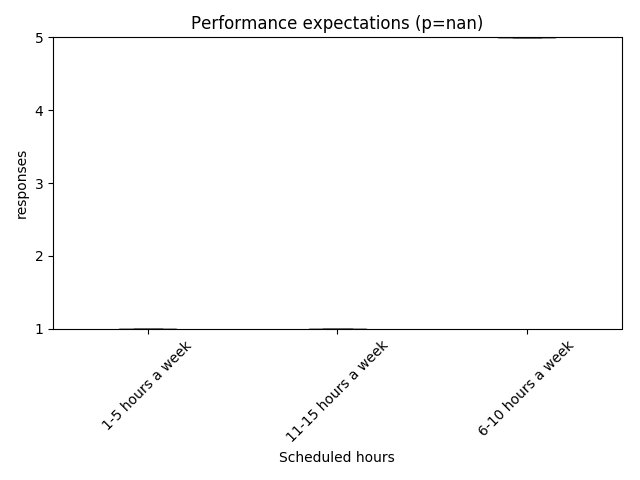 Performance expectations (p=nan)
responses
5
4
3
2
1
1-5 hours a week
11-15 hours a week
6-10 hours a week
Scheduled hours